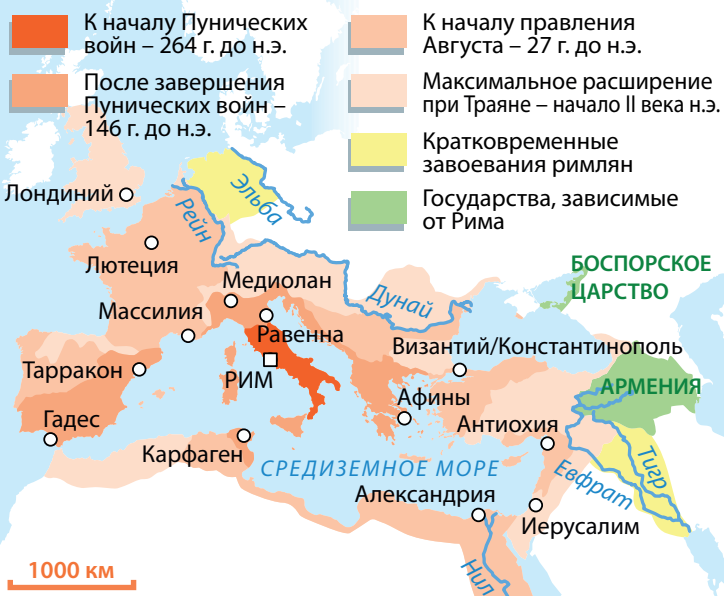 К началу Пунических
войн – 264 г. до н.э.
После завершения
Пунических войн –
146 г. до н.э.
К началу правления
Августа – 27 г. до н.э.
Максимальное расширение
при Траяне – начало II века н.э.
Кратковременные
завоевания римлян
Государства, зависимые
от Рима
Лондиний
Эльба
Рейн
Лютеция
БОСПОРСКОЕ
ЦАРСТВО
Медиолан
Дунай
Массилия
Равенна
Византий/Константинополь
Тарракон
РИМ
АРМЕНИЯ
Афины
Гадес
Антиохия
Карфаген
СРЕДИЗЕМНОЕ МОРЕ
Тигр
Евфрат
Александрия
Иерусалим
Нил
1000 км